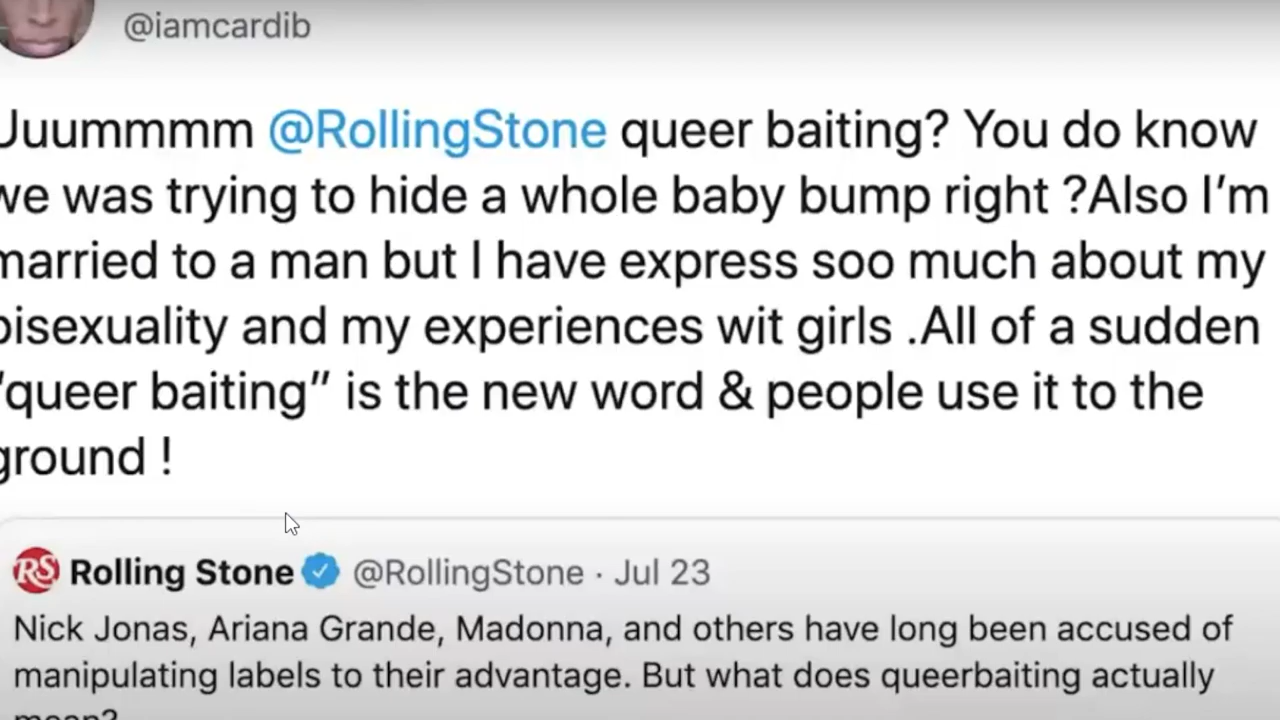 @iamcardib
Uuummmm @RollingStone queer baiting? You do know
we was trying to hide a whole baby bump right ?Also I’m
married to a man but I have express soo much about my
bisexuality and my experiences wit girls .All of a sudden
“queer baiting” is the new word & people use it to the
ground !
RS Rolling Stone @RollingStone · Jul 23
Nick Jonas, Ariana Grande, Madonna, and others have long been accused of
manipulating labels to their advantage. But what does queerbaiting actually
mean?